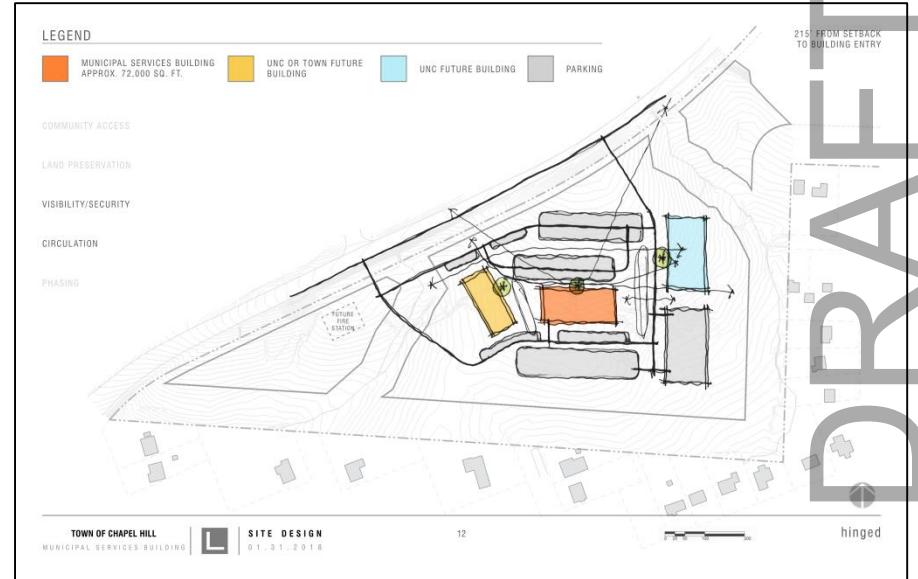 LEGEND
MUNICIPAL SERVICES BUILDING
APPROX. 72,000 SQ. FT.
UNC OR TOWN FUTURE
BUILDING
UNC FUTURE BUILDING
PARKING
215' FROM SETBACK
TO BUILDING ENTRY
COMMUNITY ACCESS
LAND PRESERVATION
VISIBILITY/SECURITY
CIRCULATION
PHASING
FUTURE
FIRE
STATION
DRAFT
TOWN OF CHAPEL HILL
MUNICIPAL SERVICES BUILDING
L
SITE DESIGN
01.31.2018
12
hinged